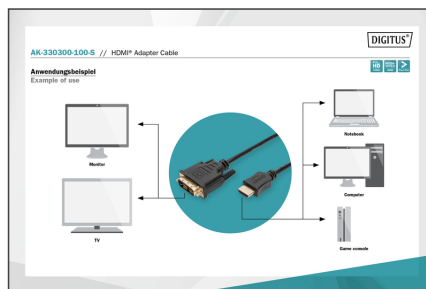 DIGITUS®
AK-330300-100-S // HDMI® Adapter Cable
Anwendungsbeispiel
Example of use
Monitor
TV
Notebook
Computer
Game console